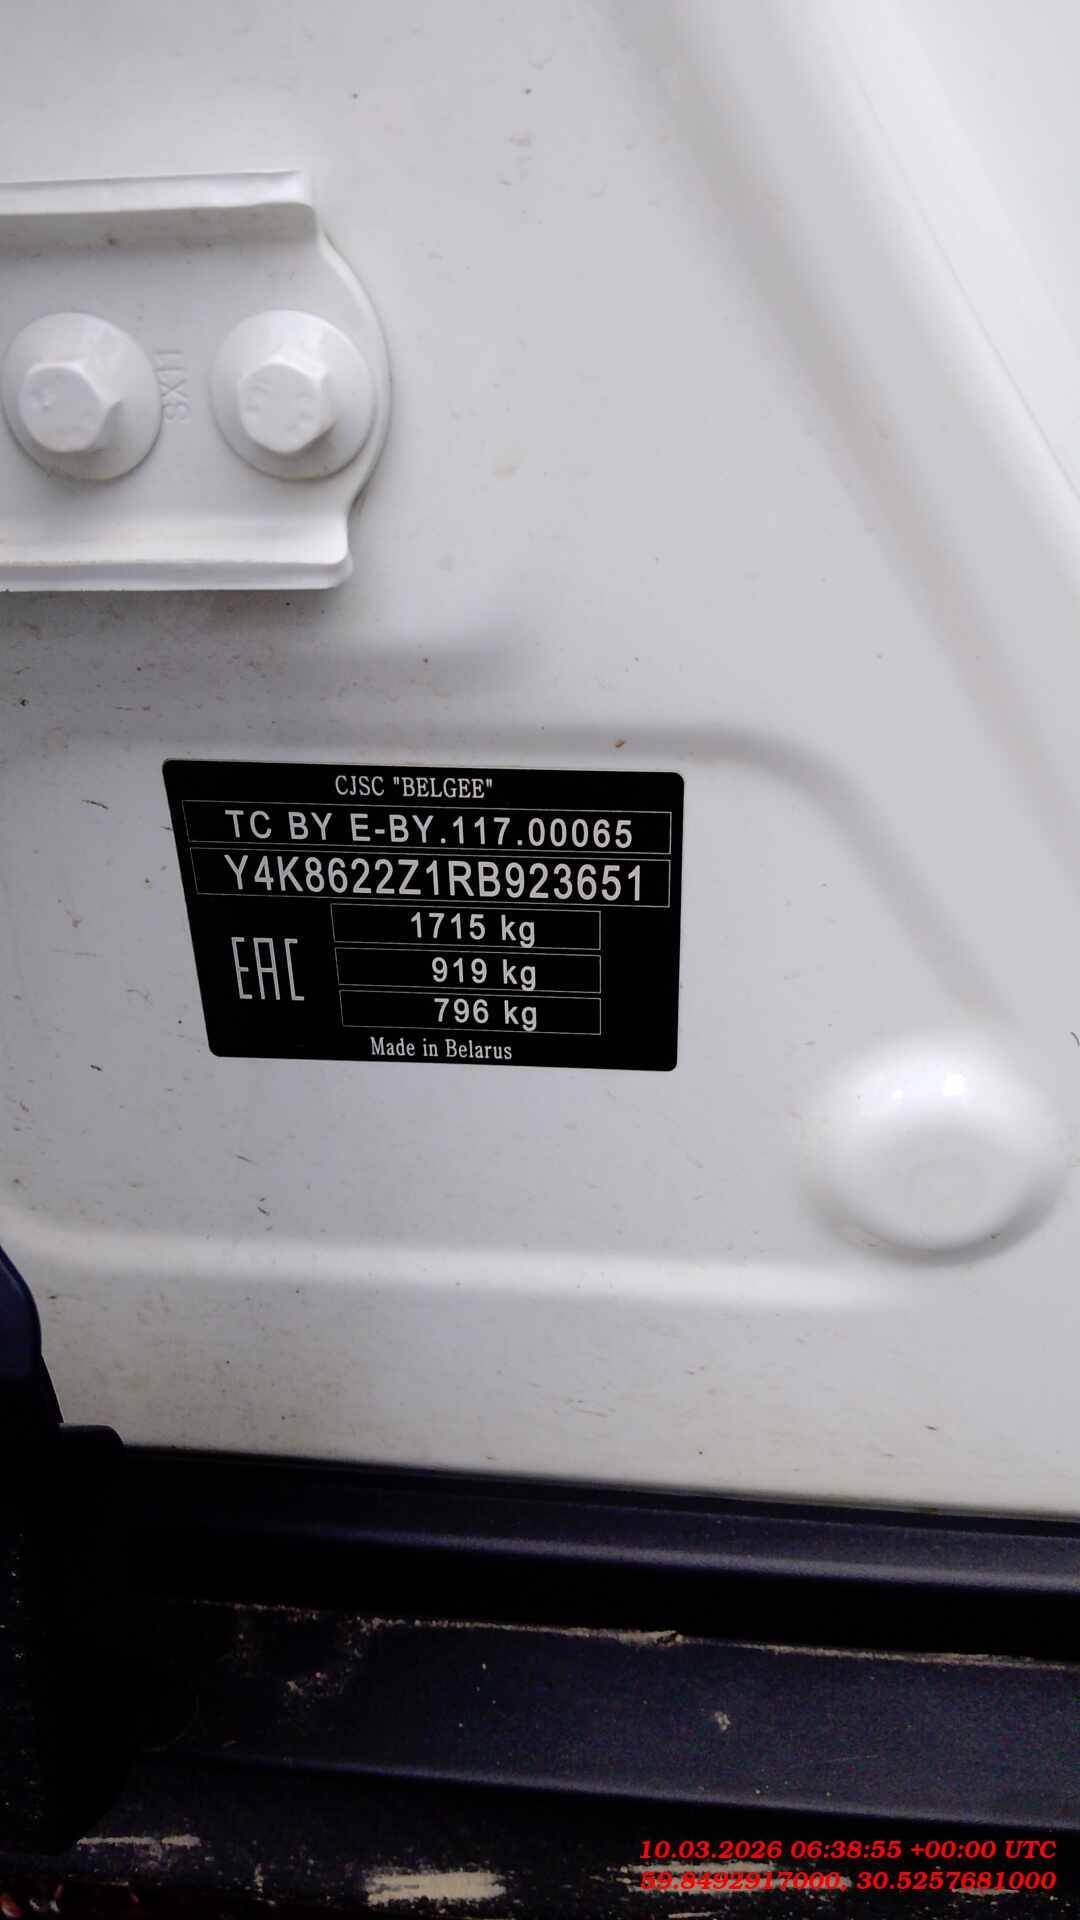 SX11
CJSC "BELGEE"
TC BY E-BY.117.00065
Y4K8622Z1RB923651
1715 kg
919 kg
EAC
796 kg
Made in Belarus
10.03.2026 06:38:55 +00:00 UTC
59.8492917000, 30.5257681000